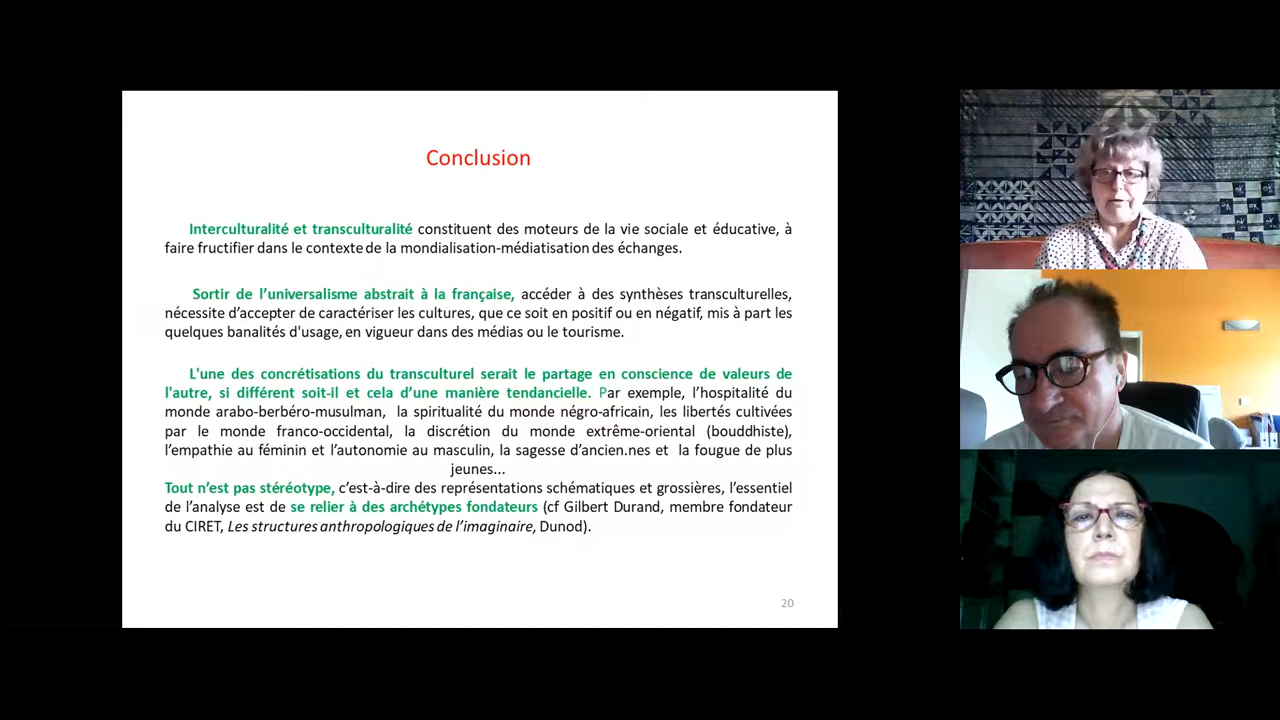 Conclusion
Interculturalité et transculturalité constituent des moteurs de la vie sociale et éducative, à
faire fructifier dans le contexte de la mondialisation-médiatisation des échanges.
Sortir de l’universalisme abstrait à la française, accéder à des synthèses transculturelles,
nécessite d’accepter de caractériser les cultures, que ce soit en positif ou en négatif, mis à part les
quelques banalités d'usage, en vigueur dans des médias ou le tourisme.
L'une des concrétisations du transculturel serait le partage en conscience de valeurs de
l'autre, si différent soit-il et cela d’une manière tendancielle. Par exemple, l’hospitalité du
monde arabo-berbéro-musulman, la spiritualité du monde négro-africain, les libertés cultivées
par le monde franco-occidental, la discrétion du monde extrême-oriental (bouddhiste),
l’empathie au féminin et l’autonomie au masculin, la sagesse d’ancien.nes et la fougue de plus
jeunes...
Tout n’est pas stéréotype, c’est-à-dire des représentations schématiques et grossières, l’essentiel
de l’analyse est de se relier à des archétypes fondateurs (cf Gilbert Durand, membre fondateur
du CIRET, Les structures anthropologiques de l’imaginaire, Dunod).
20